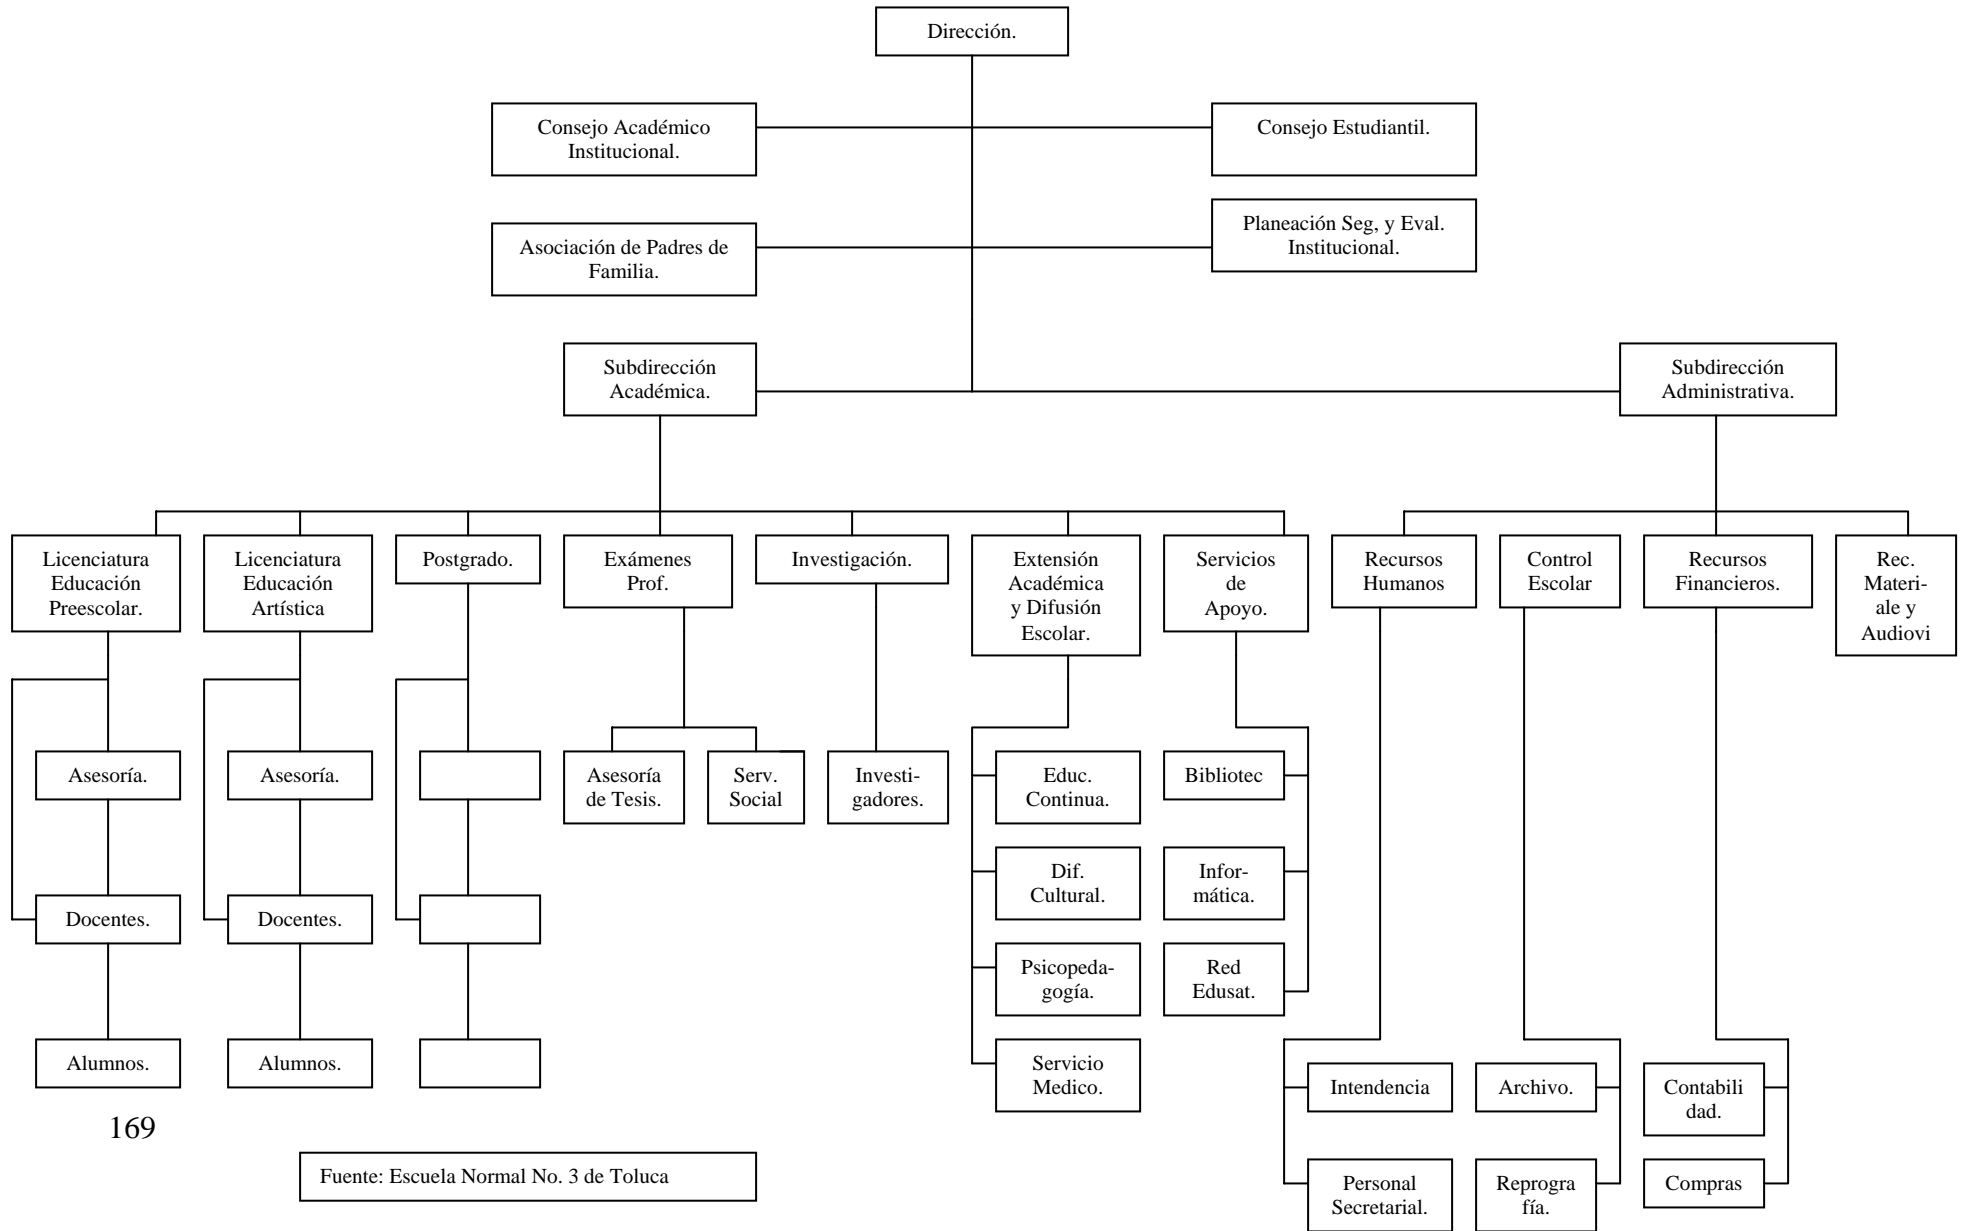 Dirección.
Consejo Académico
Institucional.
Consejo Estudiantil.
Asociación de Padres de
Familia.
Planeación Seg, y Eval.
Institucional.
Subdirección
Académica.
Subdirección
Administrativa.
Licenciatura
Educación
Preescolar.
Licenciatura
Educación
Artística
Postgrado.
Exámenes
Prof.
Investigación.
Extensión
Académica
y Difusión
Escolar.
Servicios
de
Apoyo.
Recursos
Humanos
Control
Escolar
Recursos
Financieros.
Rec.
Materi-
ale y
Audiovi
Asesoría.
Asesoría.
Asesoría
de Tesis.
Serv.
Social
Investi-
gadores.
Educ.
Continua.
Bibliotec
Dif.
Cultural.
Infor-
mática.
Docentes.
Docentes.
Psicopeda-
gogía.
Red
Edusat.
Alumnos.
Alumnos.
Servicio
Medico.
Intendencia
Archivo.
Contabili
dad.
Personal
Secretarial.
Reprogra
fía.
Compras
169
Fuente: Escuela Normal No. 3 de Toluca